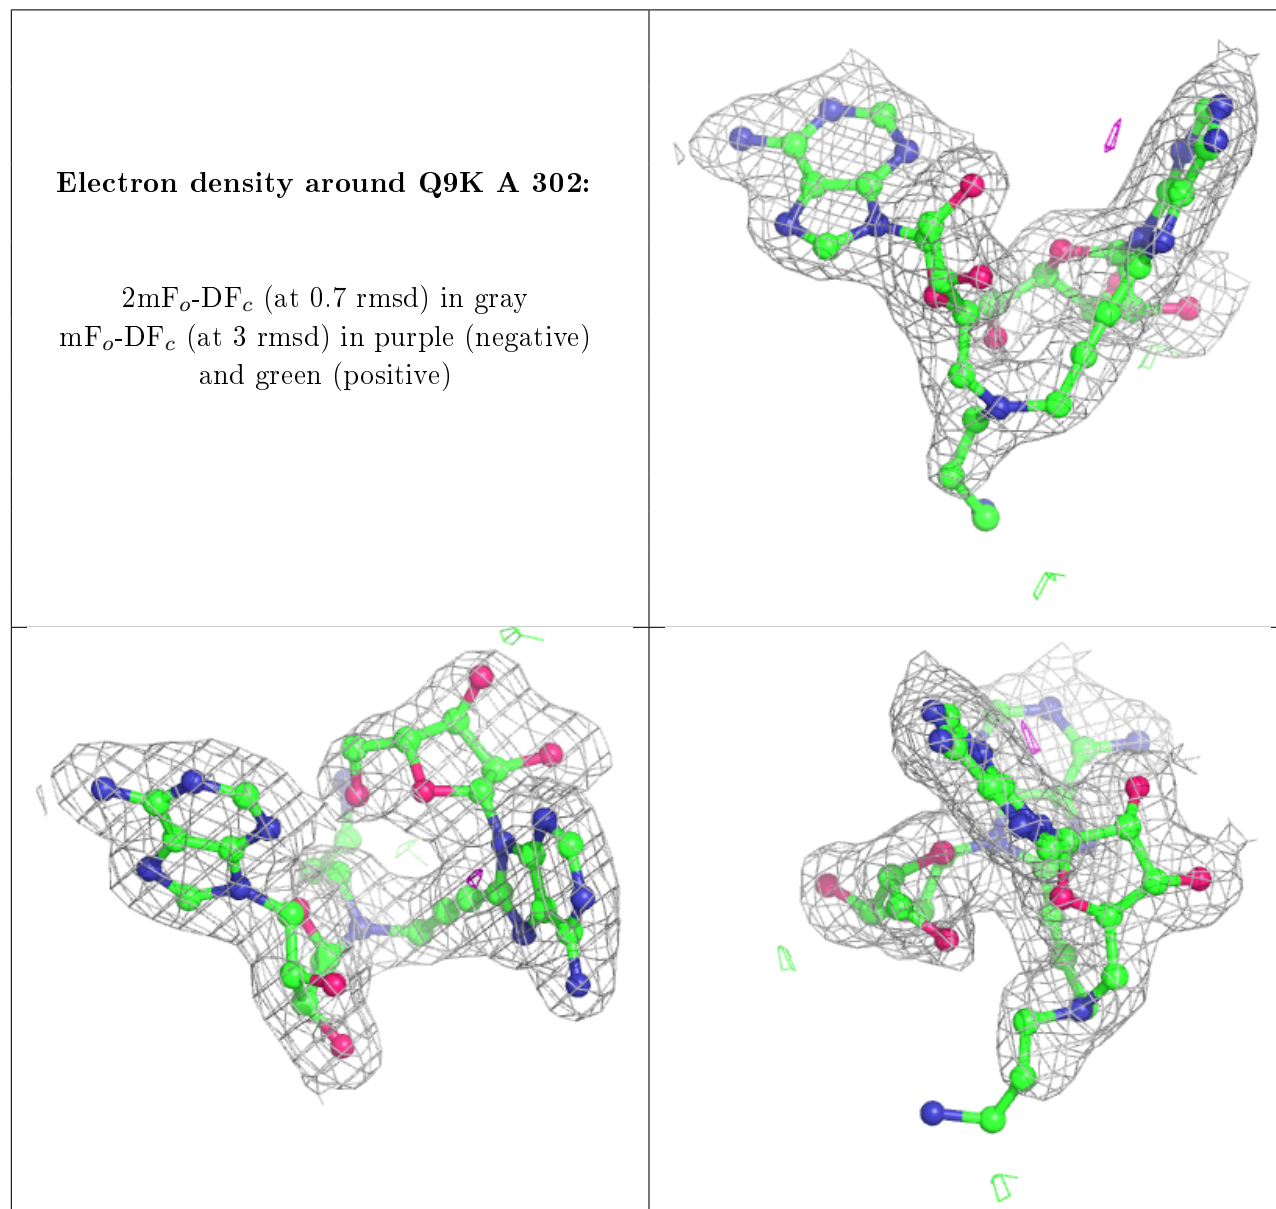 Electron density around Q9K A 302:
2mFo-DFc (at 0.7 rmsd) in gray
mFo-DFc (at 3 rmsd) in purple (negative)
and green (positive)